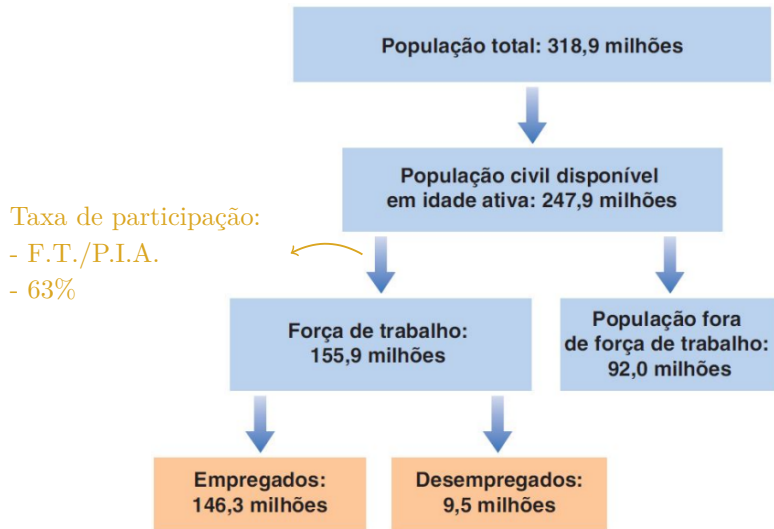 População total: 318,9 milhões
População civil disponível
em idade ativa: 247,9 milhões
Taxa de participação:
- F.T./P.I.A.
- 63%
Força de trabalho:
155,9 milhões
População fora
de força de trabalho:
92,0 milhões
Empregados:
146,3 milhões
Desempregados:
9,5 milhões